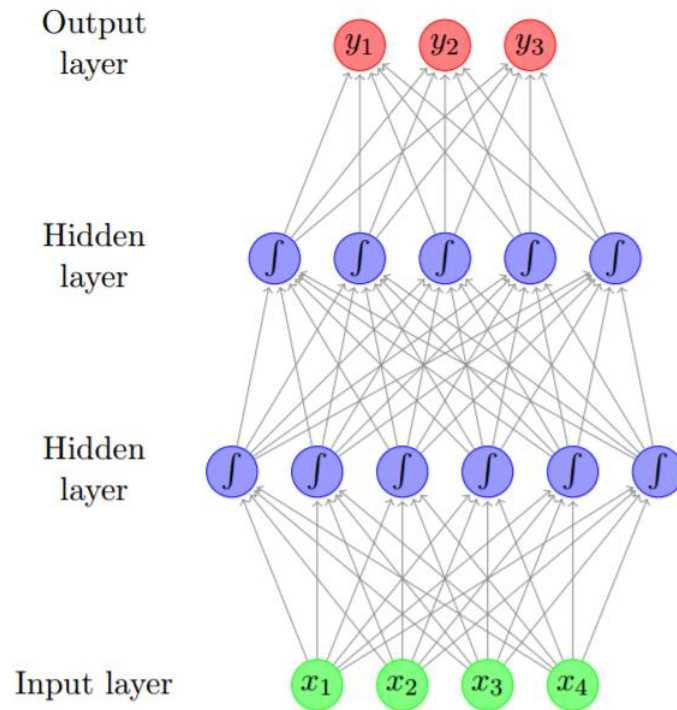 Output
layer
y₁ y₂ y₃
Hidden
layer
∫ ∫ ∫ ∫ ∫
Hidden
layer
∫ ∫ ∫ ∫ ∫ ∫
Input layer
x₁ x₂ x₃ x₄